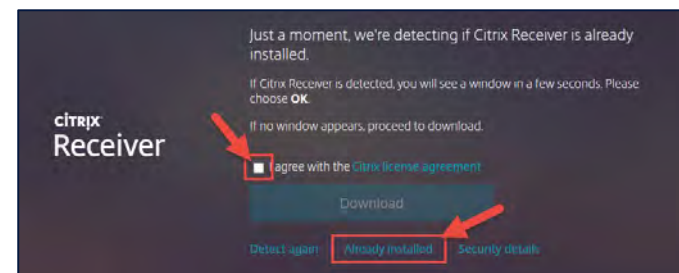 Just a moment, we're detecting if Citrix Receiver is already
installed.
If Citrix Receiver is detected, you will see a window in a few seconds. Please
choose OK.
If no window appears, proceed to download.
CITRIX
Receiver
I agree with the Citrix license agreement
Download
Detect again Already installed Security details